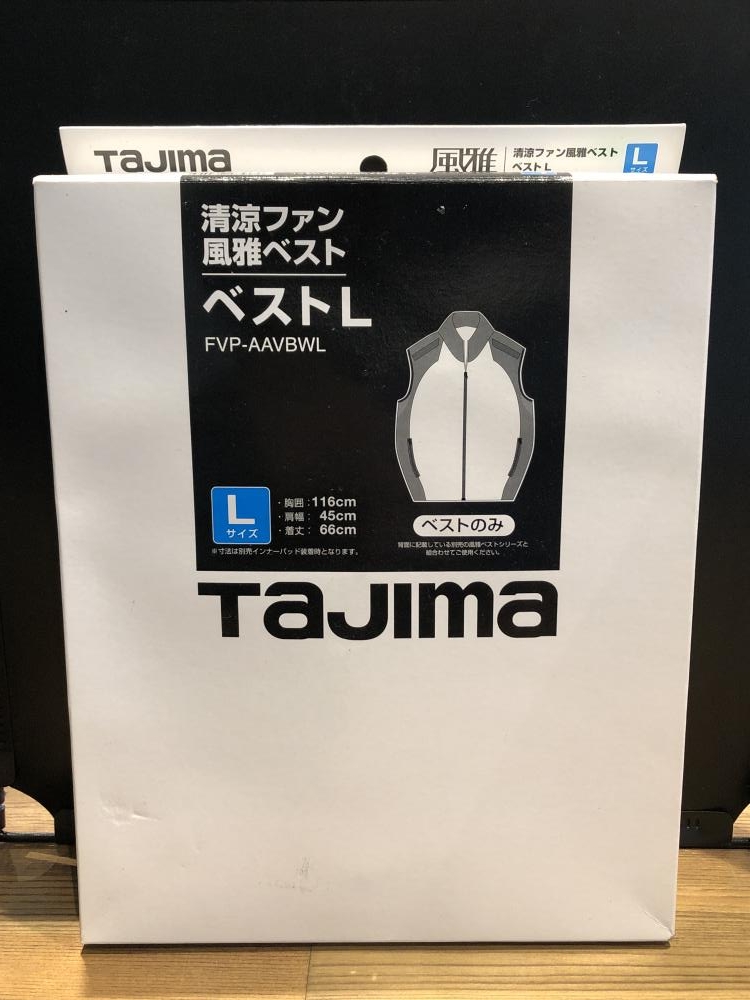 TAJIMA
風雅
清涼ファン風雅ベスト
ベスト L
L
サイズ
清涼ファン
風雅ベスト
ベストL
FVP-AAVBWL
L
サイズ
・胸囲：116cm
・肩幅： 45cm
・着丈： 66cm
※寸法は別売インナーパッド装着時となります。
ベストのみ
背面に記載している別売の風雅ベストシリーズと
組合わせてご使用ください。
TAJIMA